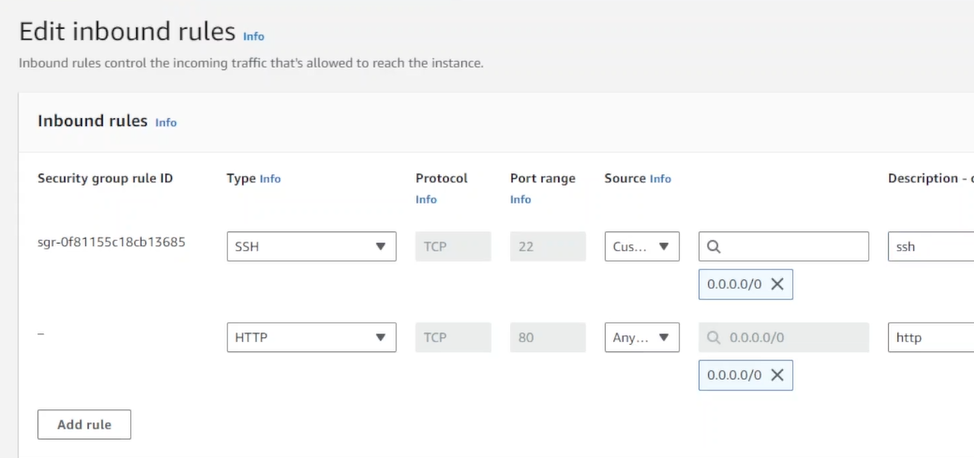 Edit inbound rules Info
Inbound rules control the incoming traffic that's allowed to reach the instance.
Inbound rules Info
Security group rule ID Type Info Protocol Info Port range Info Source Info Description -
sgr-0f81155c18cb13685 SSH TCP 22 Cus... ssh
0.0.0.0/0
– HTTP TCP 80 Any... 0.0.0.0/0 http
0.0.0.0/0
Add rule